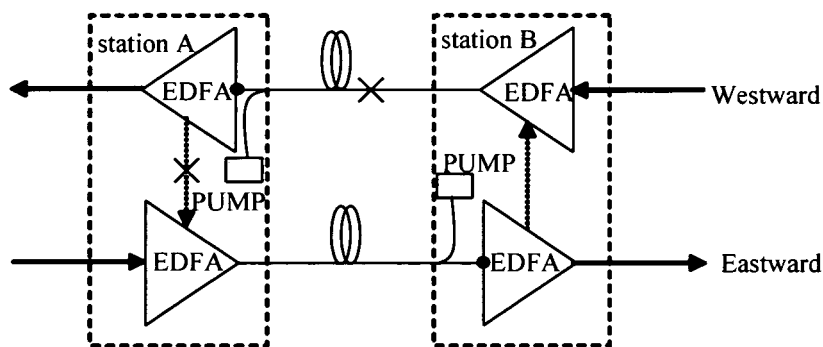 station A
station B
EDFA
EDFA
Westward
PUMP
PUMP
EDFA
EDFA
Eastward